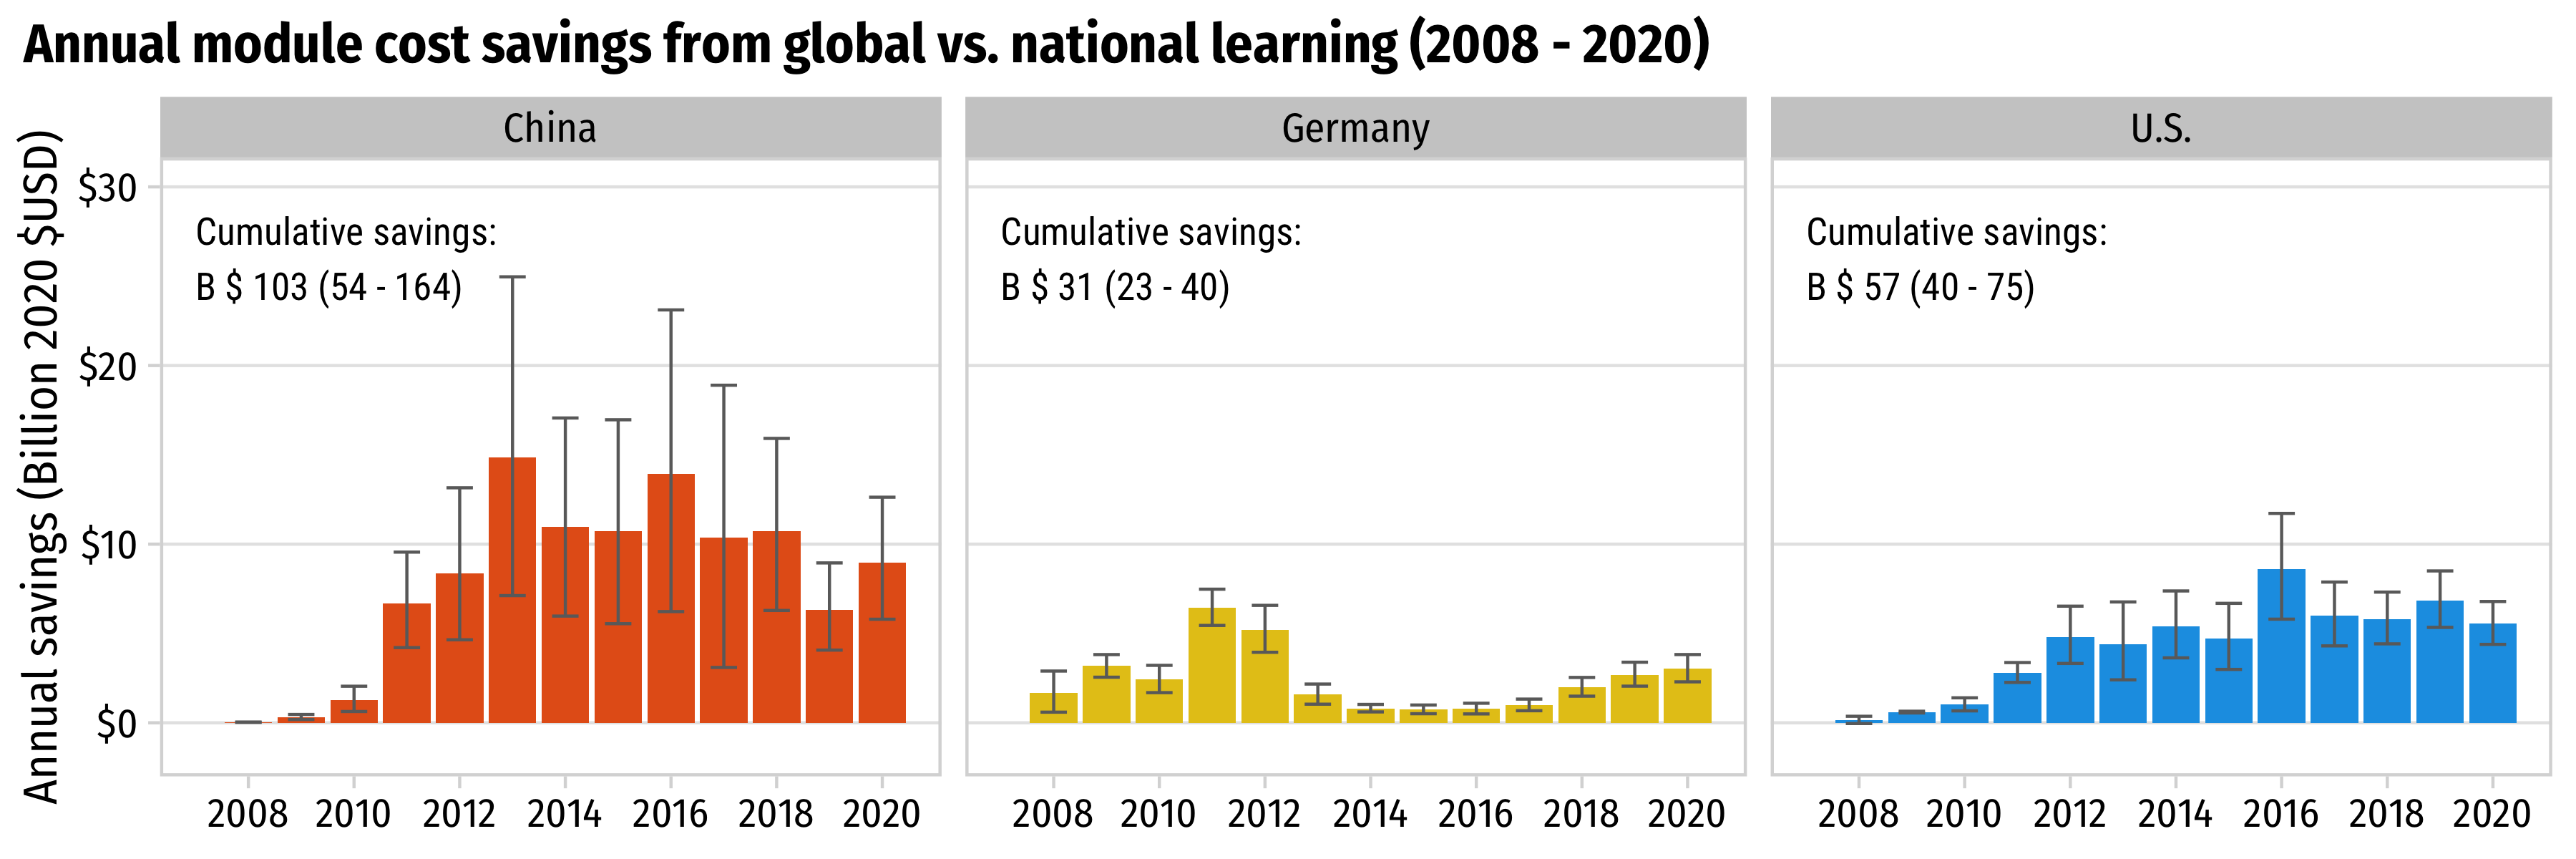 Annual module cost savings from global vs. national learning (2008 - 2020)
Annual savings (Billion 2020 $USD)
China
Germany
U.S.
$30
$20
$10
$0
Cumulative savings:
B $ 103 (54 - 164)
Cumulative savings:
B $ 31 (23 - 40)
Cumulative savings:
B $ 57 (40 - 75)
2008 2010 2012 2014 2016 2018 2020
2008 2010 2012 2014 2016 2018 2020
2008 2010 2012 2014 2016 2018 2020